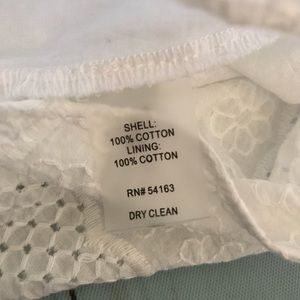 SHELL:
100% COTTON
LINING:
100% COTTON
RN# 54163
DRY CLEAN